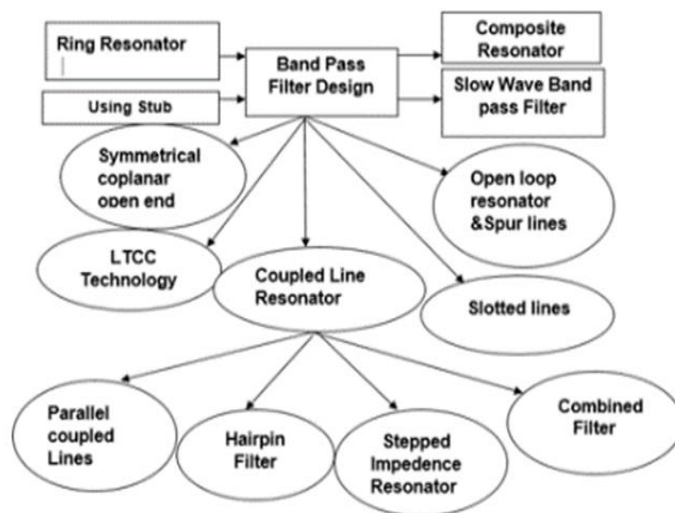 Ring Resonator
Band Pass
Filter Design
Composite
Resonator
Using Stub
Slow Wave Band
pass Filter
Symmetrical
coplanar
open end
Open loop
resonator
&Spur lines
LTCC
Technology
Coupled Line
Resonator
Slotted lines
Parallel
coupled
Lines
Hairpin
Filter
Stepped
Impedence
Resonator
Combined
Filter